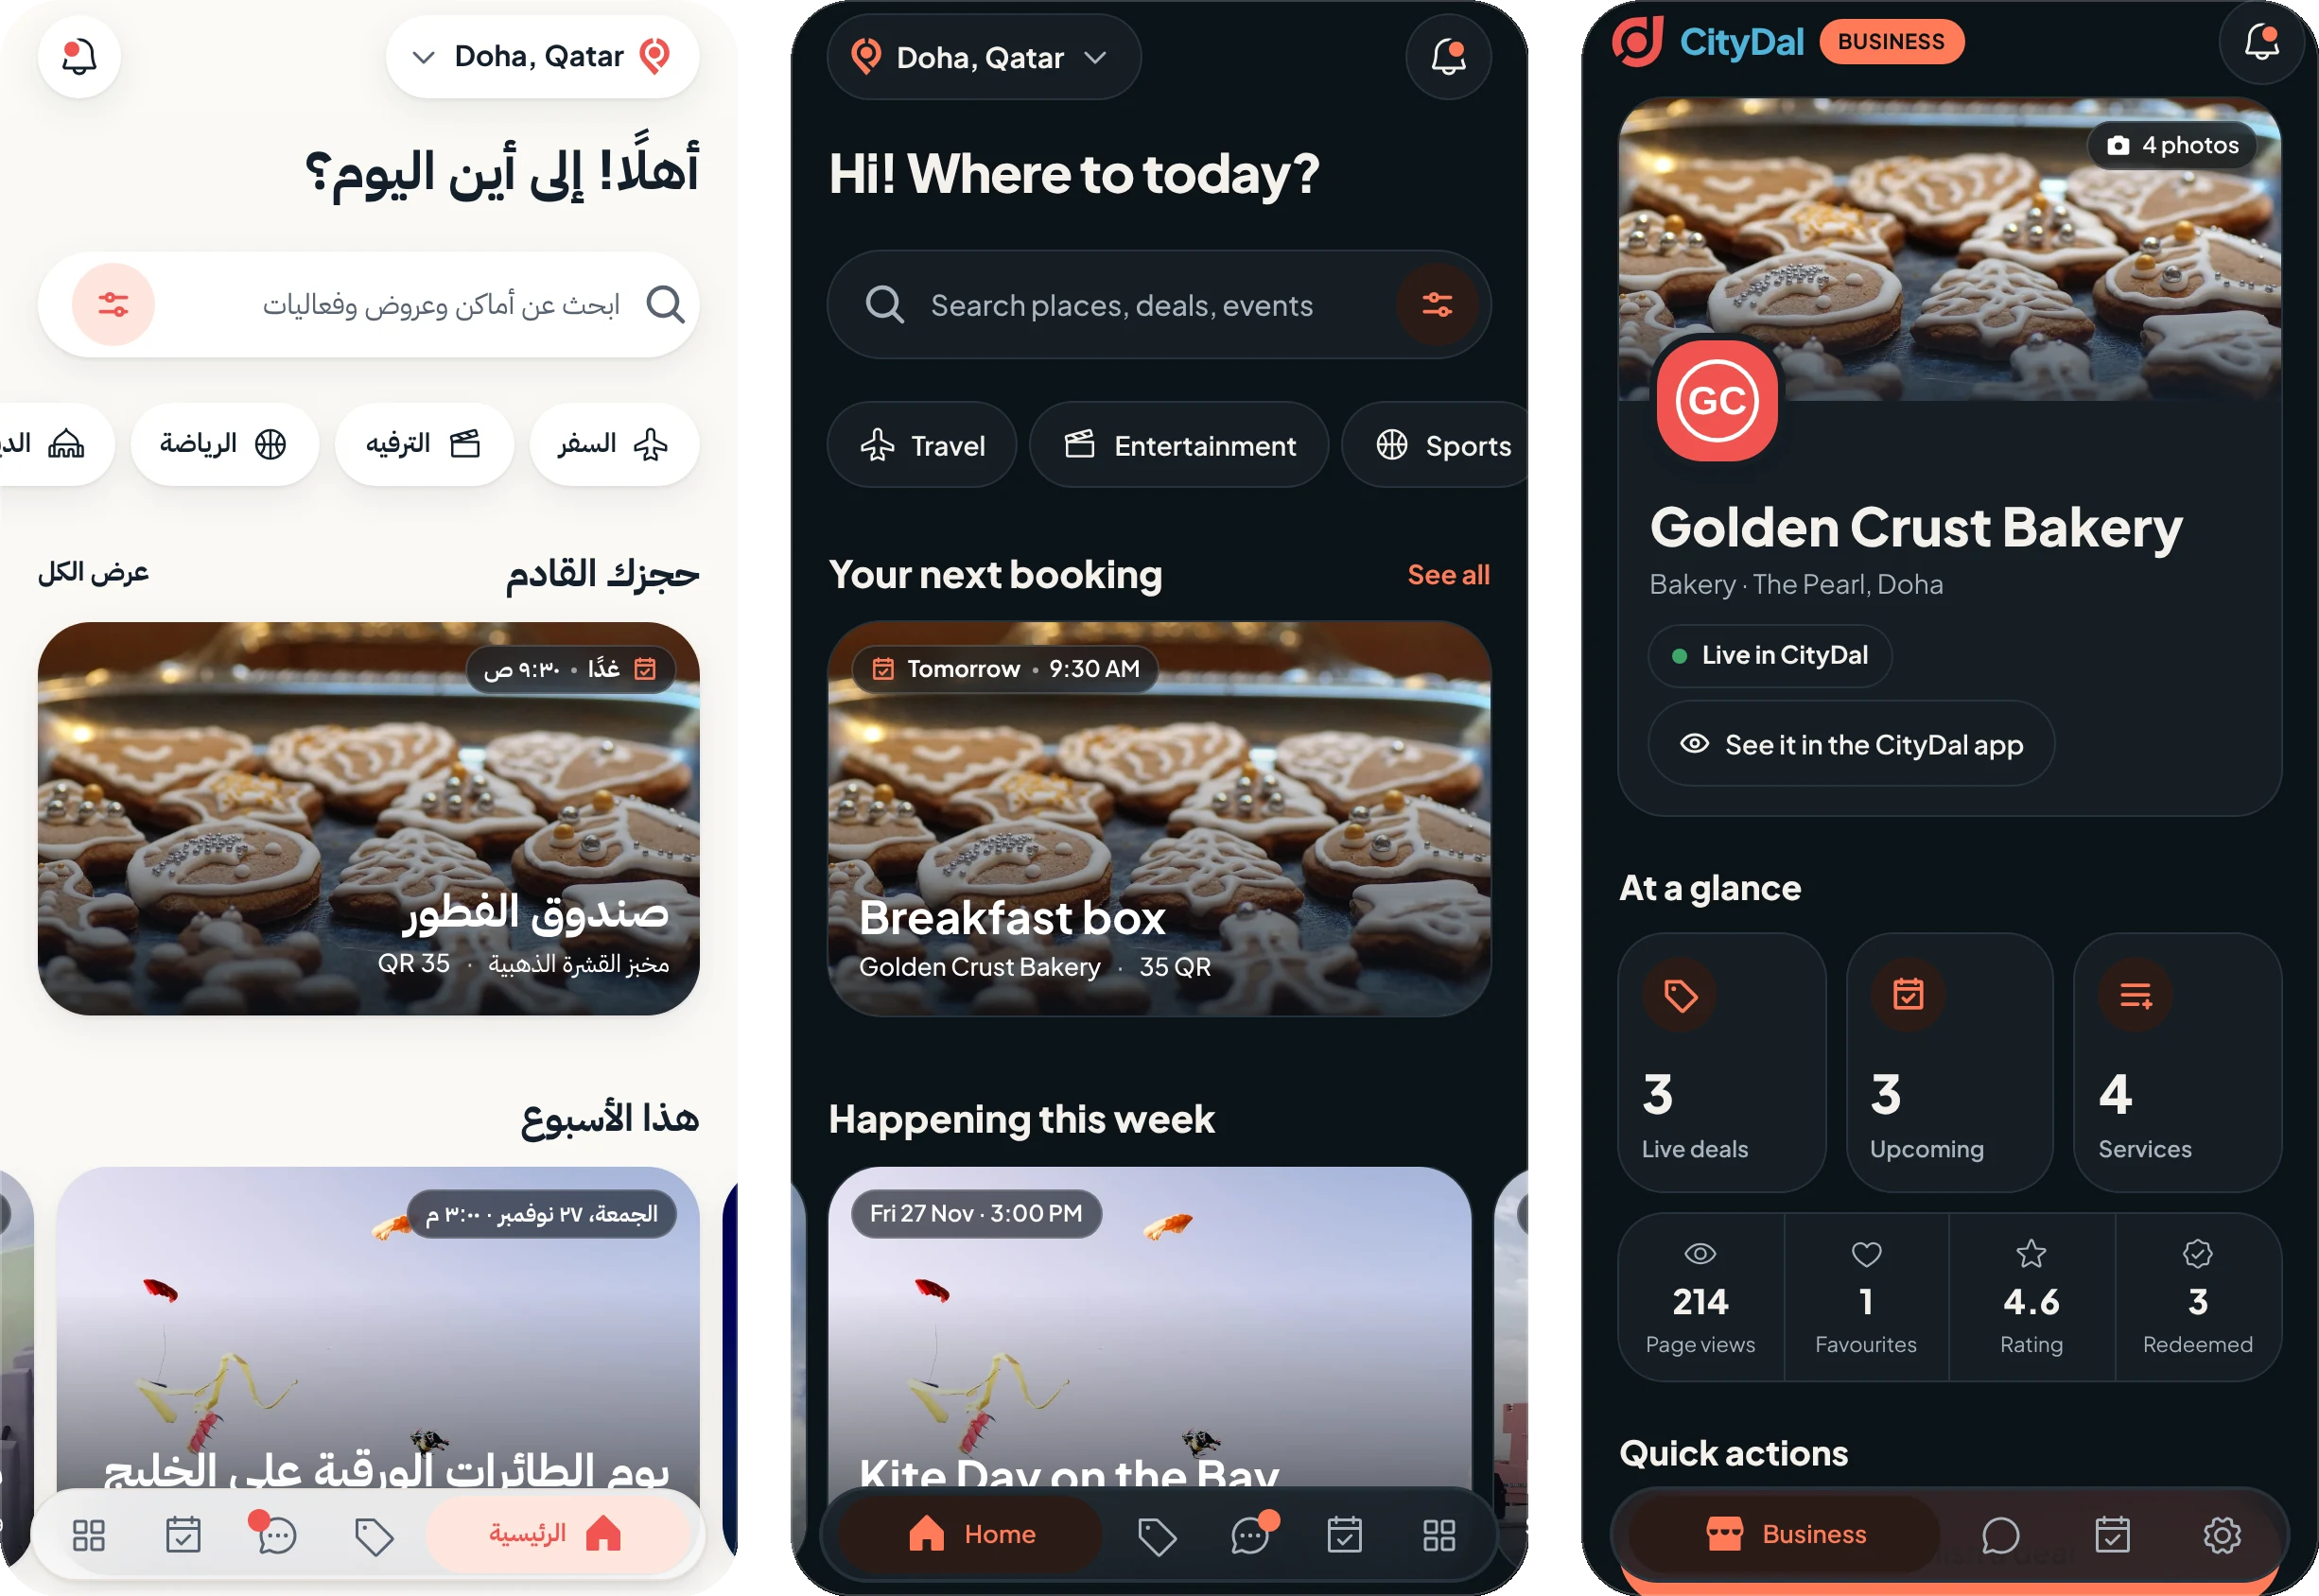 Doha, Qatar
أهلًا! إلى أين اليوم؟
ابحث عن أماكن وعروض وفعاليات
السفر
الترفيه
الرياضة
حجزك القادم
عرض الكل
غدًا • ٩:٣٠ ص
صندوق الفطور
مخبز القشرة الذهبية · QR 35
هذا الأسبوع
الجمعة، ٢٧ نوفمبر · ٣:٠٠ م
يوم الطائرات الورقية على الخليج
الرئيسية
Doha, Qatar
Hi! Where to today?
Search places, deals, events
Travel
Entertainment
Sports
Your next booking
See all
Tomorrow • 9:30 AM
Breakfast box
Golden Crust Bakery · 35 QR
Happening this week
Fri 27 Nov · 3:00 PM
Kite Day on the Bay
Home
CityDal
BUSINESS
4 photos
GC
Golden Crust Bakery
Bakery · The Pearl, Doha
Live in CityDal
See it in the CityDal app
At a glance
3
Live deals
3
Upcoming
4
Services
214
Page views
1
Favourites
4.6
Rating
3
Redeemed
Quick actions
Business